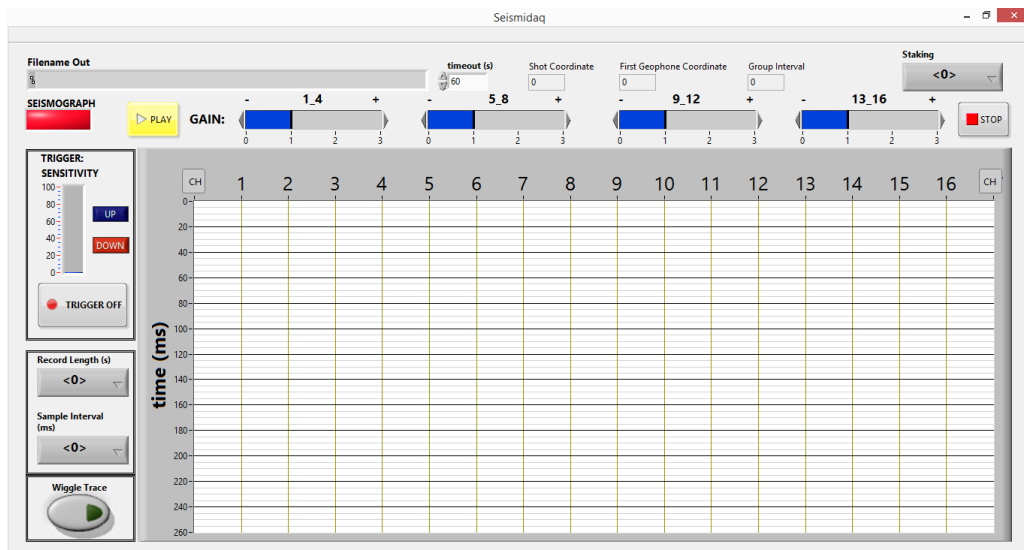 Seismidaq
Filename Out
timeout (s)
Shot Coordinate
First Geophone Coordinate
Group Interval
Staking
60
0
0
0
<0>
SEISMOGRAPH
PLAY
GAIN:
- 1_4 +
- 5_8 +
- 9_12 +
- 13_16 +
STOP
0 1 2 3
0 1 2 3
0 1 2 3
0 1 2 3
TRIGGER:
SENSITIVITY
100
80
60
40
20
0
UP
DOWN
TRIGGER OFF
Record Length (s)
<0>
Sample Interval
(ms)
<0>
Wiggle Trace
CH 1 2 3 4 5 6 7 8 9 10 11 12 13 14 15 16 CH
time (ms)
0
20
40
60
80
100
120
140
160
180
200
220
240
260